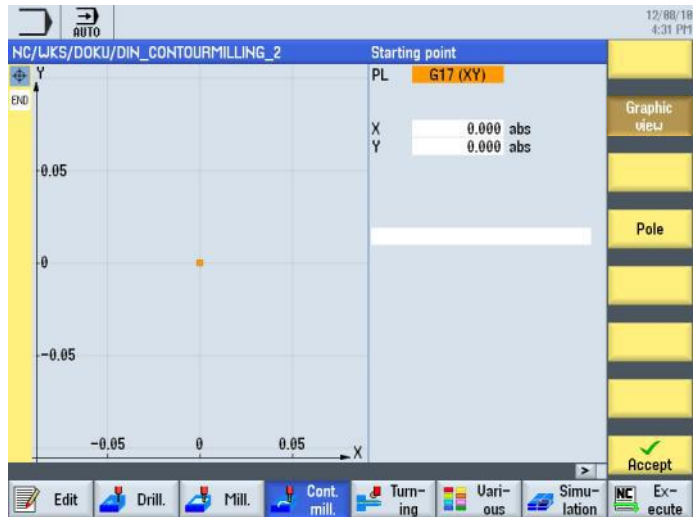 12/08/18
4:31 PM
AUTO
NC/WKS/DOKU/DIN_CONTOURMILLING_2
Starting point
Y
END
PL G17 (XY)
X 0.000 abs
Y 0.000 abs
0.05
0
-0.05
-0.05 0 0.05 X
Graphic
view
Pole
>
Accept
Edit
Drill.
Mill.
Cont.
mill.
Turn-
ing
Vari-
ous
Simu-
lation
NC
Ex-
ecute